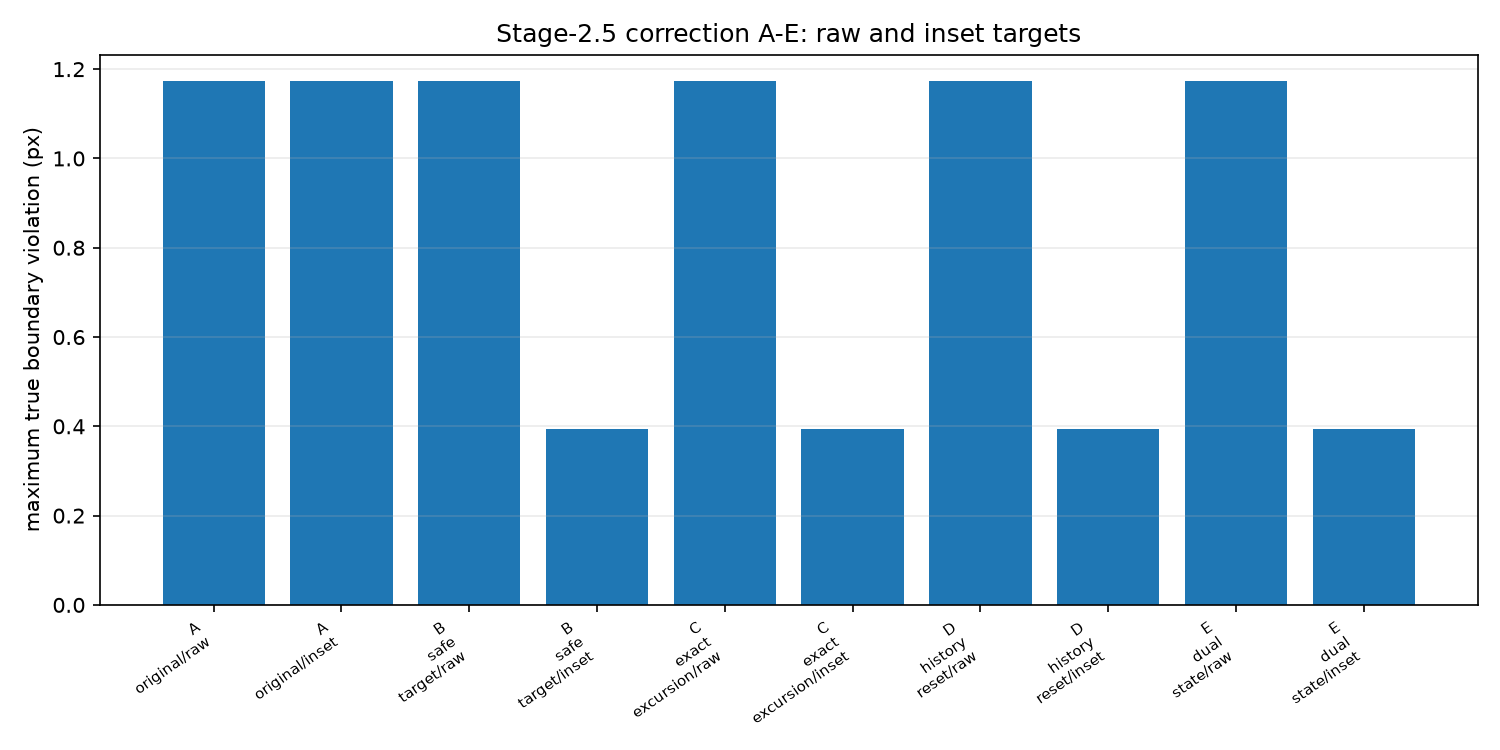 Stage-2.5 correction A-E: raw and inset targets
maximum true boundary violation (px)
1.2
1.0
0.8
0.6
0.4
0.2
0.0
A
original/raw
A
original/inset
B
safe
target/raw
B
safe
target/inset
C
exact
excursion/raw
C
exact
excursion/inset
D
history
reset/raw
D
history
reset/inset
E
dual
state/raw
E
dual
state/inset